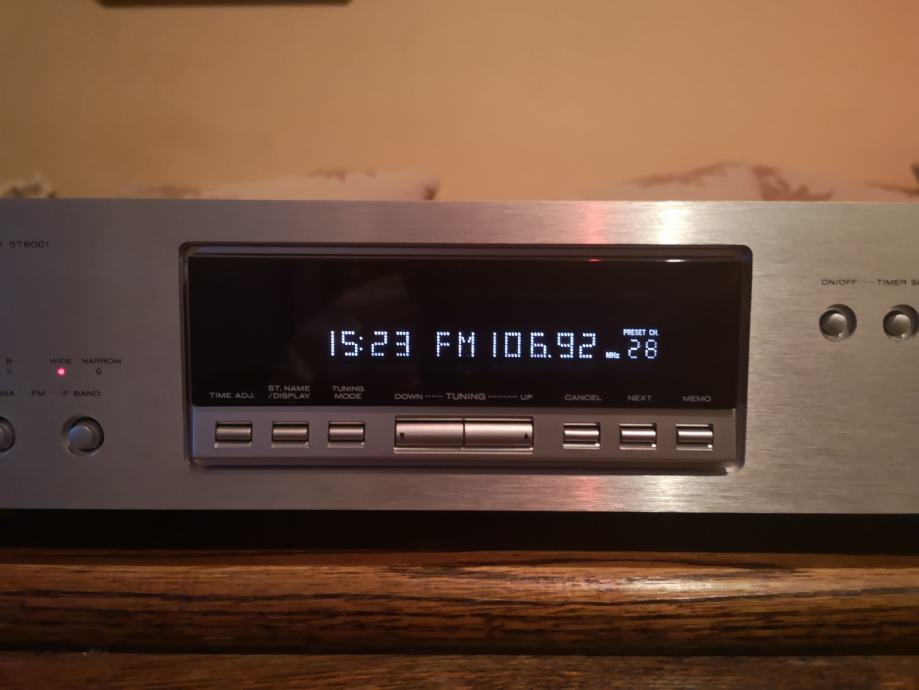 ST6001
ON/OFF TIMER
15:23 FM 106.92 MHz PRESET CH. 28
B WIDE NARROW
FM IF BAND
TIME ADJ. ST. NAME /DISPLAY TUNING MODE DOWN TUNING UP CANCEL NEXT MEMO